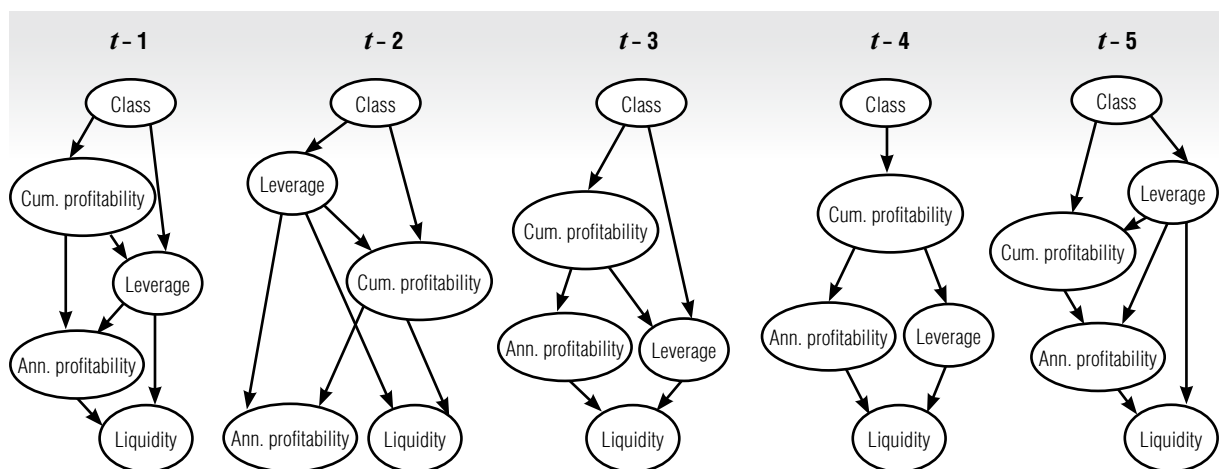 t – 1
t – 2
t – 3
t – 4
t – 5
Class
Cum. profitability
Leverage
Ann. profitability
Liquidity
Class
Leverage
Cum. profitability
Ann. profitability
Liquidity
Class
Cum. profitability
Ann. profitability
Leverage
Liquidity
Class
Cum. profitability
Ann. profitability
Leverage
Liquidity
Class
Leverage
Cum. profitability
Ann. profitability
Liquidity